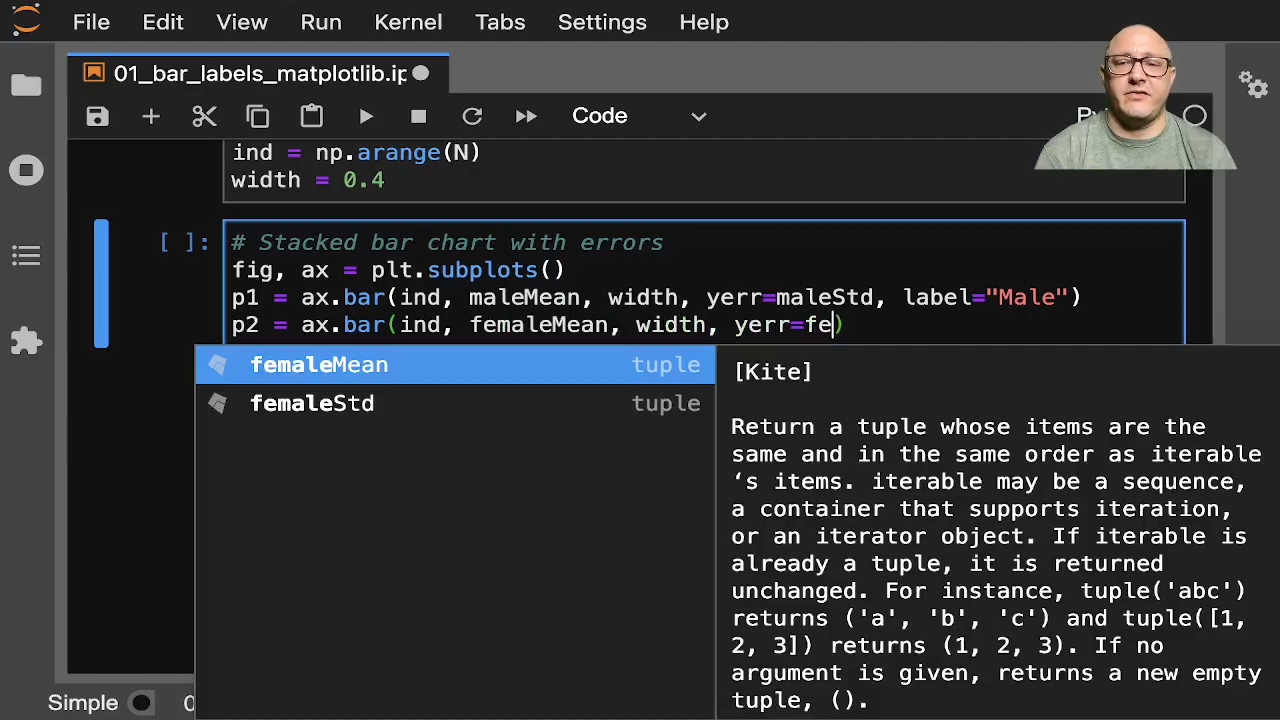 File Edit View Run Kernel Tabs Settings Help
01_bar_labels_matplotlib.ip
Code
ind = np.arange(N)
width = 0.4
[ ]:
# Stacked bar chart with errors
fig, ax = plt.subplots()
p1 = ax.bar(ind, maleMean, width, yerr=maleStd, label="Male")
p2 = ax.bar(ind, femaleMean, width, yerr=fe)
femaleMean tuple
femaleStd tuple
[Kite]
Return a tuple whose items are the
same and in the same order as iterable
‘s items. iterable may be a sequence,
a container that supports iteration,
or an iterator object. If iterable is
already a tuple, it is returned
unchanged. For instance, tuple('abc')
returns ('a', 'b', 'c') and tuple([1,
2, 3]) returns (1, 2, 3). If no
argument is given, returns a new empty
tuple, ().
Simple 0